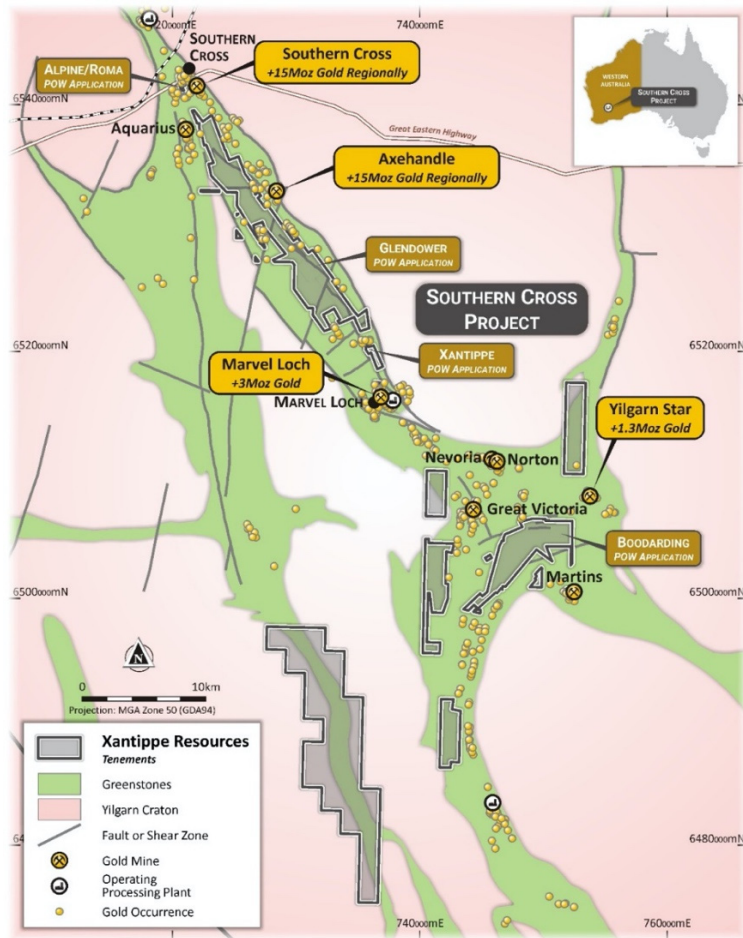 20000mE
740000mE
SOUTHERN
CROSS
Southern Cross
+15Moz Gold Regionally
ALPINE/ROMA
POW APPLICATION
WESTERN
AUSTRALIA
SOUTHERN CROSS
PROJECT
6540000mN
Aquarius
Great Eastern Highway
Axehandle
+15Moz Gold Regionally
GLENDOWER
POW APPLICATION
SOUTHERN CROSS
PROJECT
6520000mN
6520000mN
XANTIPPE
POW APPLICATION
Marvel Loch
+3Moz Gold
MARVEL LOCH
Yilgarn Star
+1.3Moz Gold
Nevoria
Norton
Great Victoria
BOODARDING
POW APPLICATION
Martins
6500000mN
6500000mN
N
0
10km
Projection: MGA Zone 50 (GDA94)
Xantippe Resources
Tenements
Greenstones
Yilgarn Craton
Fault or Shear Zone
Gold Mine
Operating
Processing Plant
Gold Occurrence
6480000mN
740000mE
760000mE